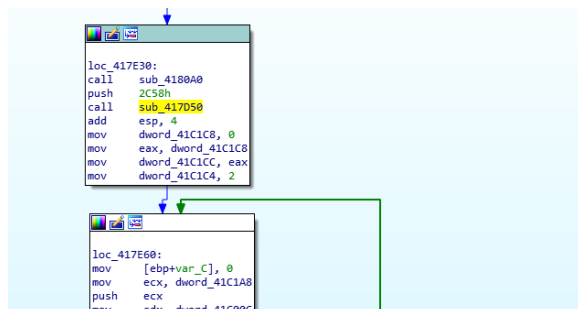 loc_417E30:
call sub_4180A0
push 2C58h
call sub_417D50
add esp, 4
mov dword_41C1C8, 0
mov eax, dword_41C1C8
mov dword_41C1CC, eax
mov dword_41C1C4, 2
loc_417E60:
mov [ebp+var_C], 0
mov ecx, dword_41C1A8
push ecx